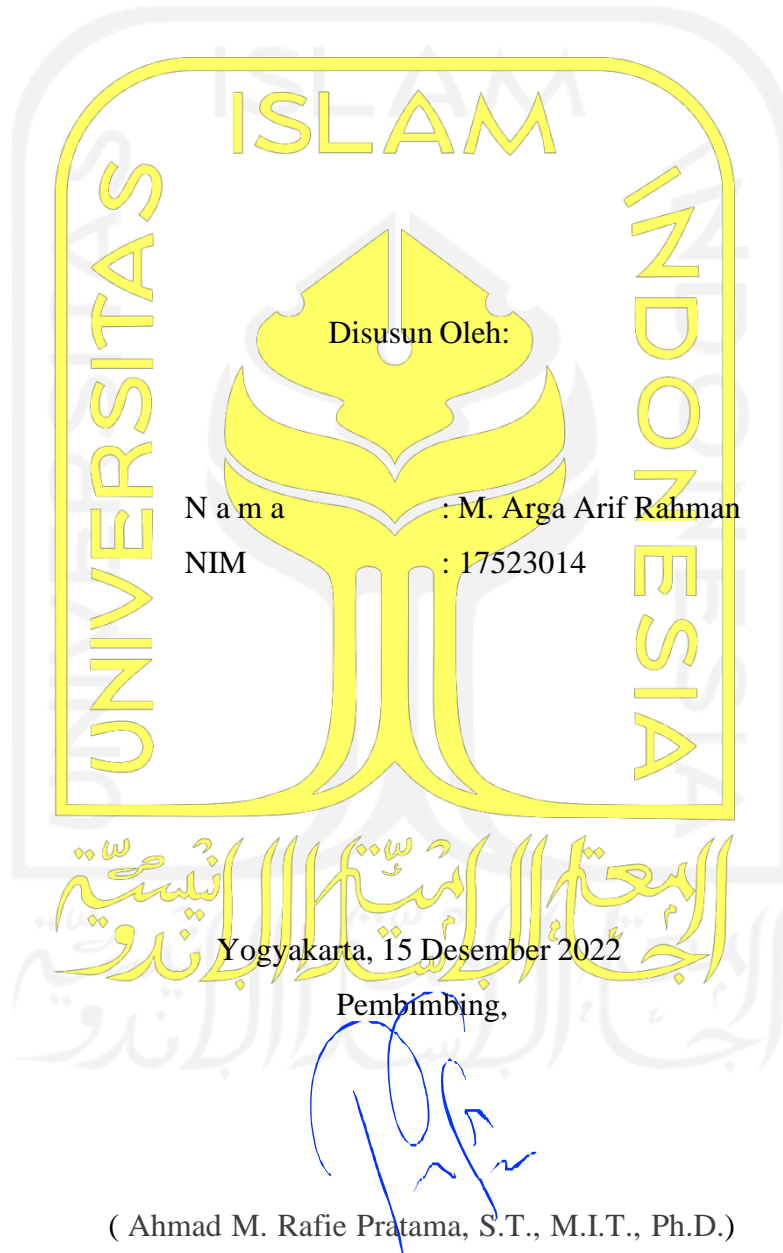 ISLAM
UNIVERSITAS
INDONESIA
Disusun Oleh:
N a m a : M. Arga Arif Rahman
NIM : 17523014
Yogyakarta, 15 Desember 2022
Pembimbing,
( Ahmad M. Rafie Pratama, S.T., M.I.T., Ph.D.)